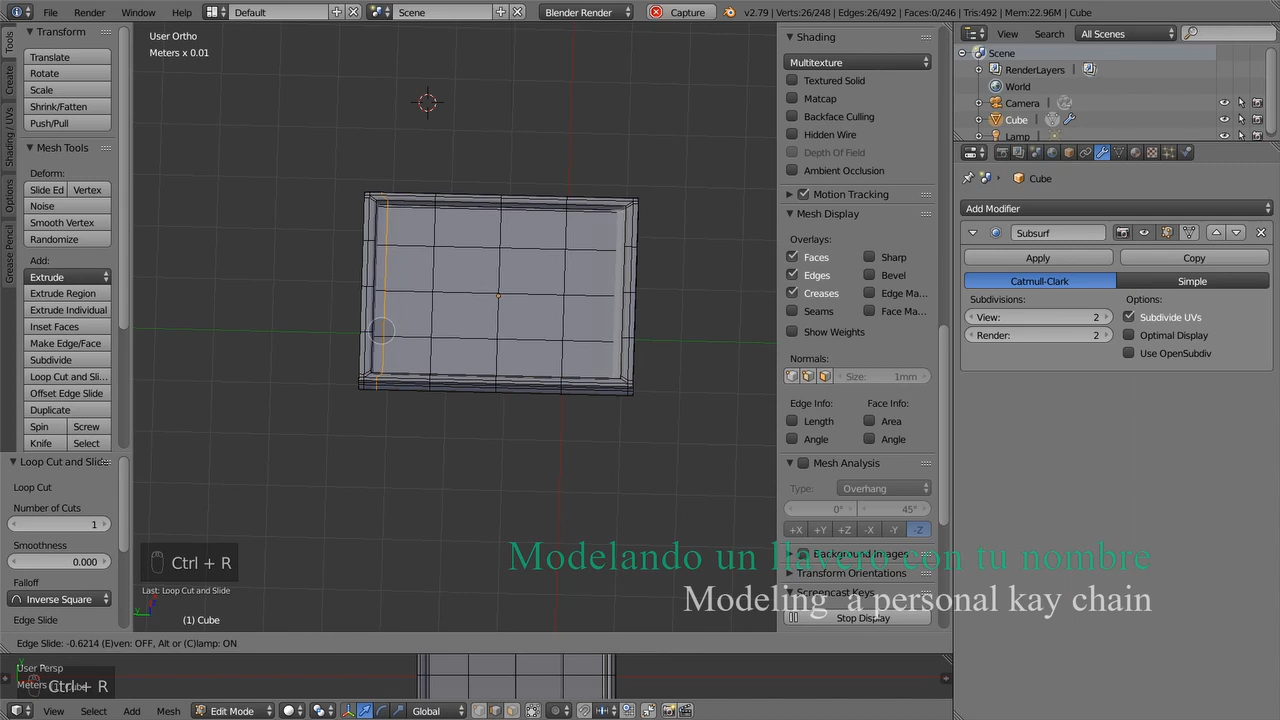 File Render Window Help Default Scene Blender Render Capture v2.79 | Verts:26/248 | Edges:26/492 | Faces:0/246 | Tris:492 | Mem:22.96M | Cube
Tools
Create
Shading / UVs
Options
Grease Pencil
Transform
Translate
Rotate
Scale
Shrink/Fatten
Push/Pull
Mesh Tools
Deform:
Slide Ed Vertex
Noise
Smooth Vertex
Randomize
Add:
Extrude
Extrude Region
Extrude Individual
Inset Faces
Make Edge/Face
Subdivide
Loop Cut and Sli...
Offset Edge Slide
Duplicate
Spin Screw
Knife Select
Loop Cut and Slide
Loop Cut
Number of Cuts
1
Smoothness
0.000
Falloff
Inverse Square
Edge Slide
User Ortho
Meters x 0.01
Ctrl + R
Last: Loop Cut and Slide
(1) Cube
Edge Slide: -0.6214 (E)ven: OFF, Alt or (C)lamp: ON
Shading
Multitexture
Textured Solid
Matcap
Backface Culling
Hidden Wire
Depth Of Field
Ambient Occlusion
Motion Tracking
Mesh Display
Overlays:
Faces Sharp
Edges Bevel
Creases Edge Ma...
Seams Face Ma...
Show Weights
Normals:
Size: 1mm
Edge Info: Face Info:
Length Area
Angle Angle
Mesh Analysis
Type: Overhang
0° 45°
+X +Y +Z -X -Y -Z
Background Images
Transform Orientations
Screencast Keys
Stop Display
Modelando un llavero con tu nombre
Modeling a personal kay chain
View Search All Scenes
Scene
RenderLayers
World
Camera
Cube
Lamp
Cube
Add Modifier
Subsurf
Apply Copy
Catmull-Clark Simple
Subdivisions: Options:
View: 2 Subdivide UVs
Render: 2 Optimal Display
Use OpenSubdiv
User Persp
Meters
Ctrl + R
View Select Add Mesh Edit Mode Global